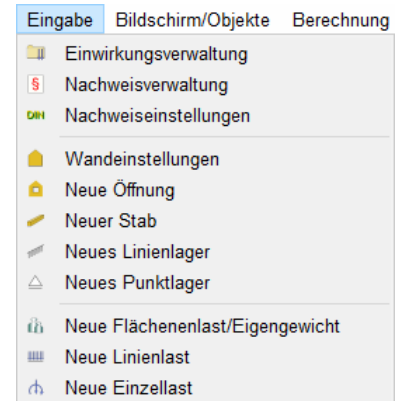 Eingabe Bildschirm/Objekte Berechnung
Einwirkungsverwaltung
§ Nachweisverwaltung
DIN Nachweiseinstellungen
Wandeinstellungen
Neue Öffnung
Neuer Stab
Neues Linienlager
Neues Punktlager
Neue Flächenenlast/Eigengewicht
Neue Linienlast
Neue Einzellast